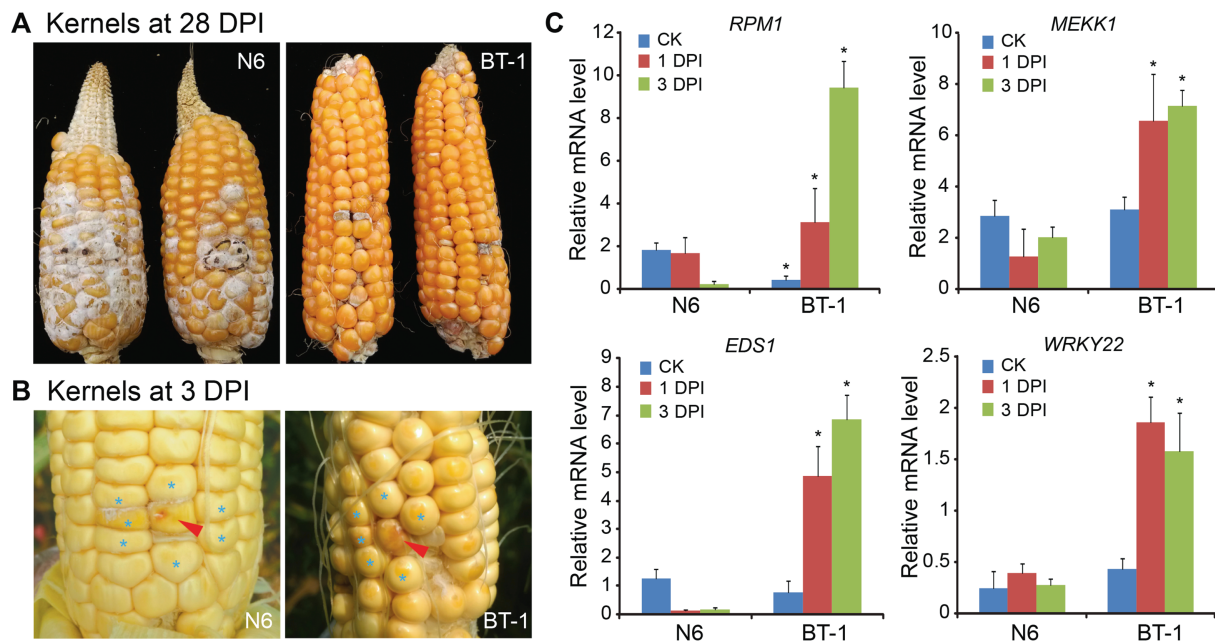 A Kernels at 28 DPI
N6
BT-1
B Kernels at 3 DPI
N6
BT-1
C
RPM1
Relative mRNA level
12
10
8
6
4
2
0
CK
1 DPI
3 DPI
*
*
*
N6
BT-1
MEKK1
Relative mRNA level
10
8
6
4
2
0
CK
1 DPI
3 DPI
*
*
N6
BT-1
EDS1
Relative mRNA level
9
8
7
6
5
4
3
2
1
0
CK
1 DPI
3 DPI
*
*
N6
BT-1
WRKY22
Relative mRNA level
2.5
2
1.5
1
0.5
0
CK
1 DPI
3 DPI
*
*
N6
BT-1